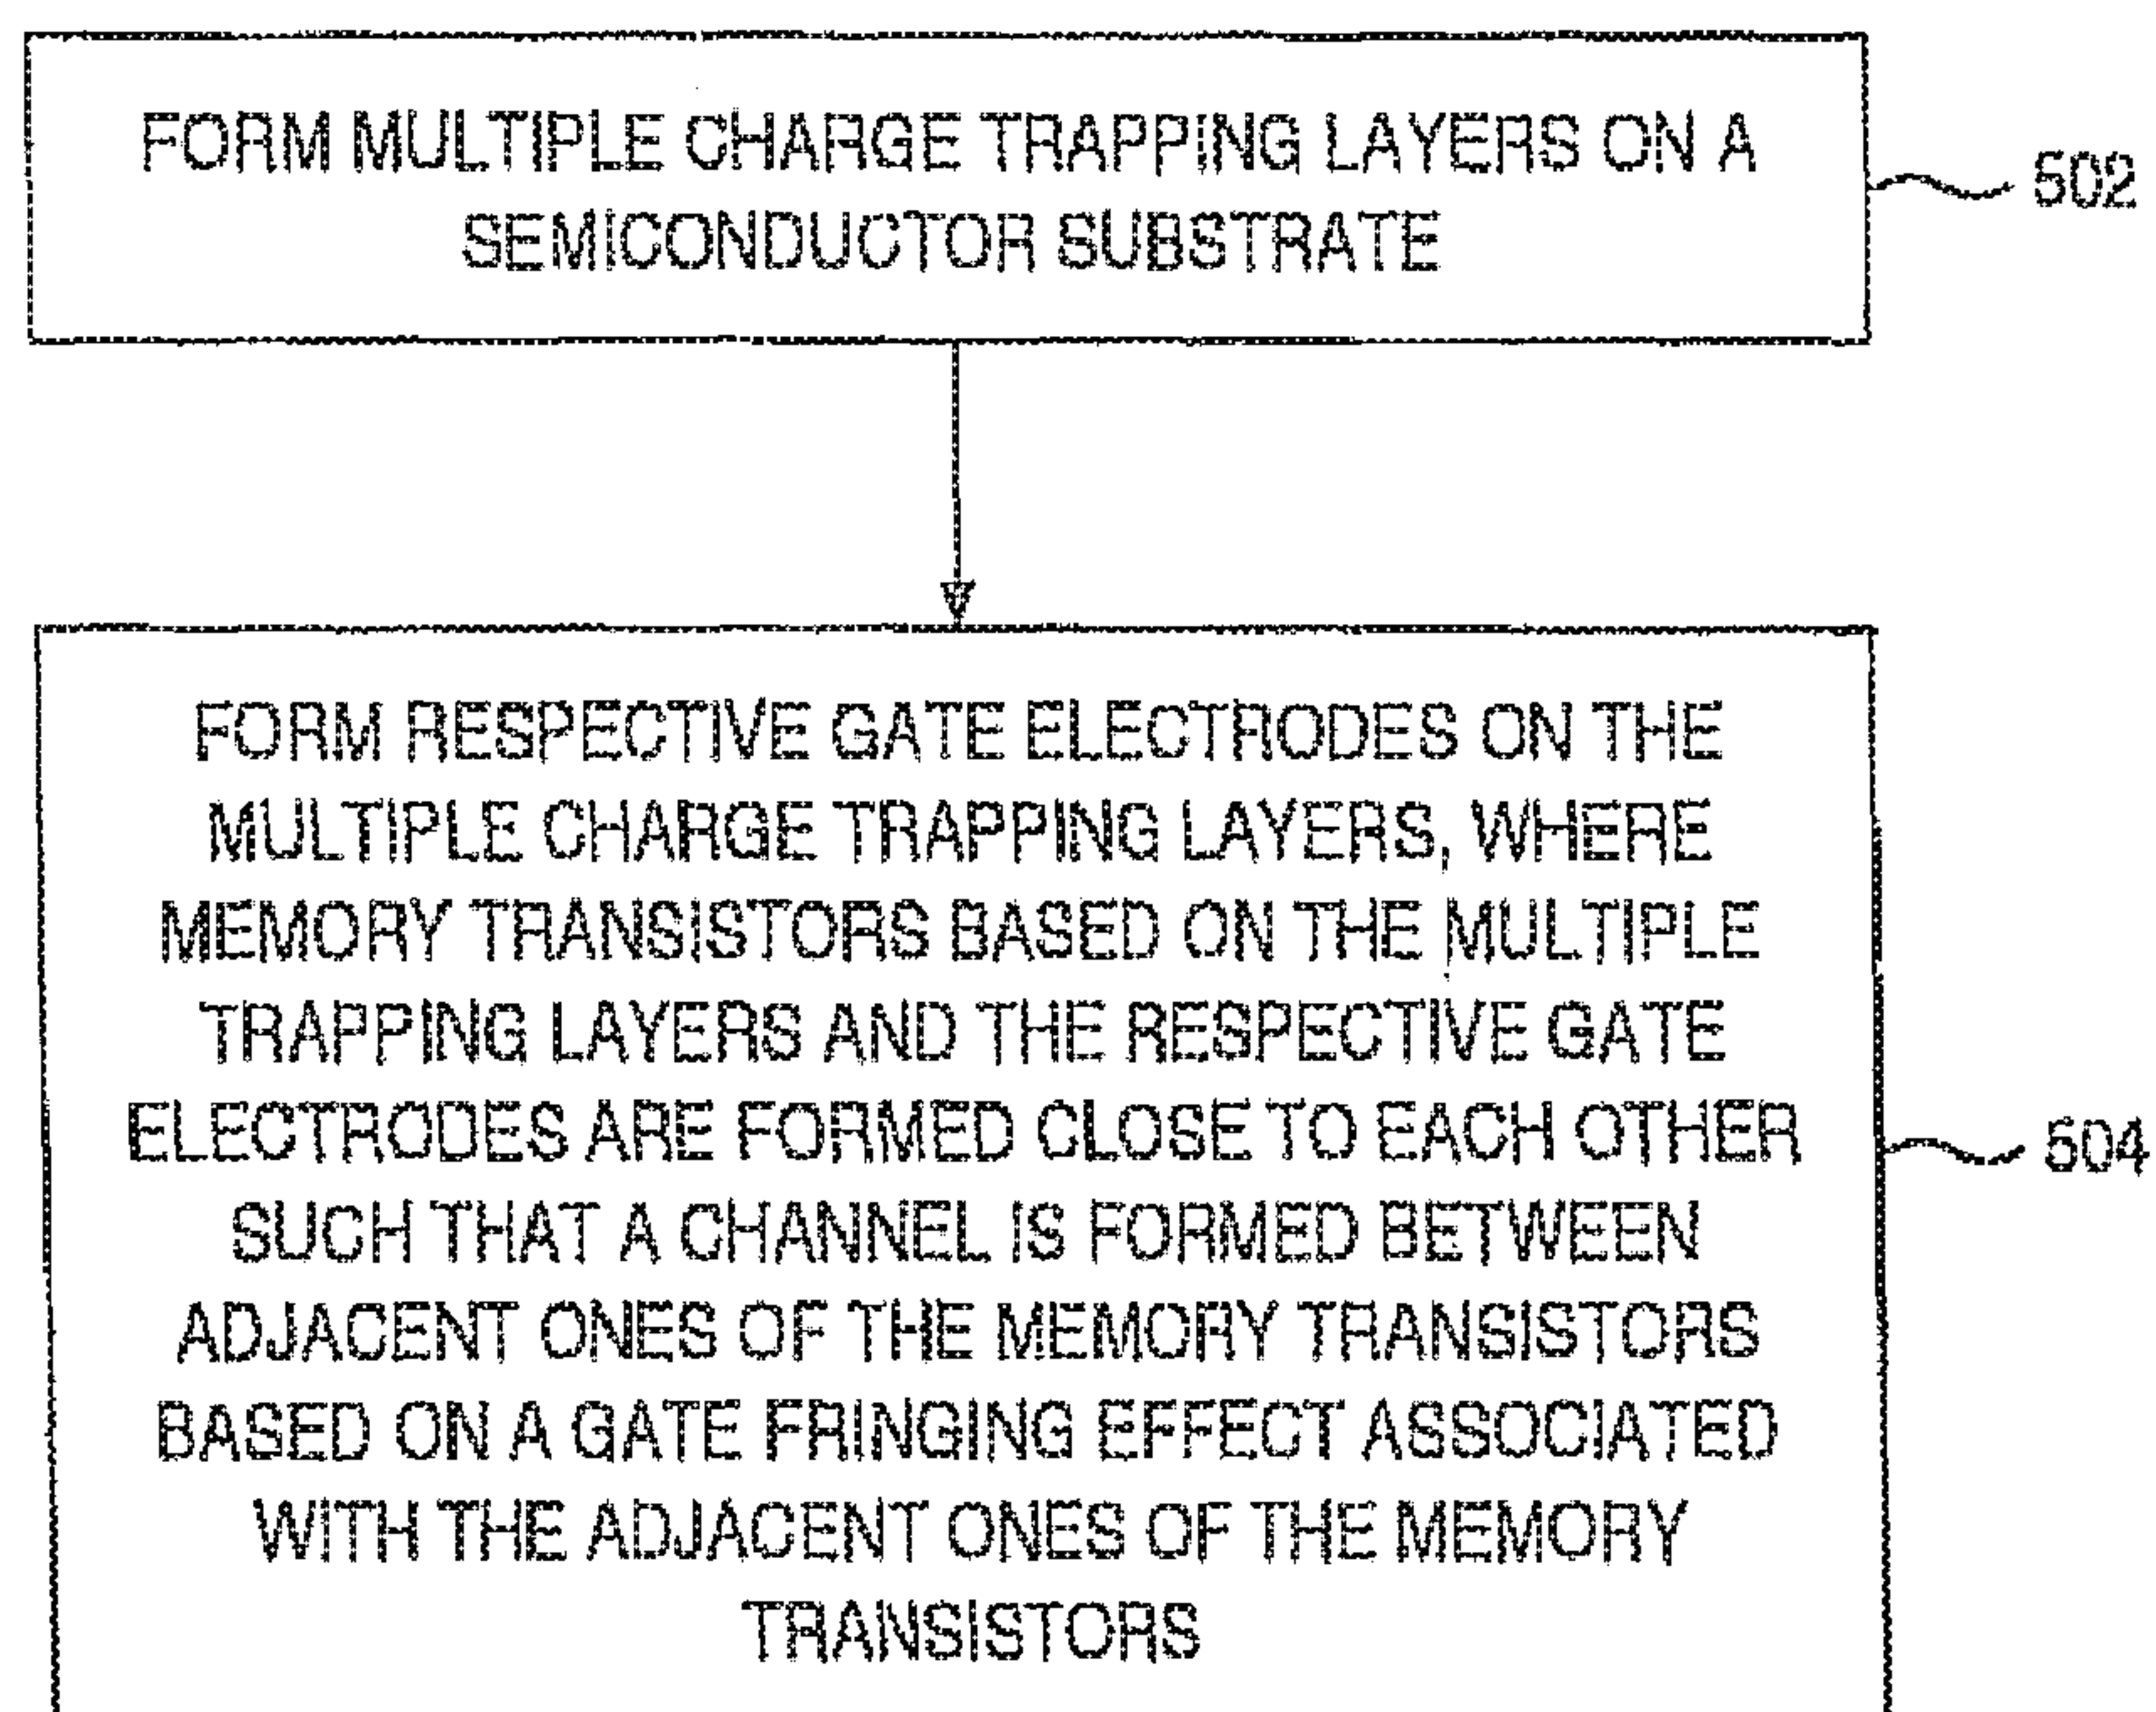 FORM MULTIPLE CHARGE TRAPPING LAYERS ON A
SEMICONDUCTOR SUBSTRATE
502
FORM RESPECTIVE GATE ELECTRODES ON THE
MULTIPLE CHARGE TRAPPING LAYERS, WHERE
MEMORY TRANSISTORS BASED ON THE MULTIPLE
TRAPPING LAYERS AND THE RESPECTIVE GATE
ELECTRODES ARE FORMED CLOSE TO EACH OTHER
SUCH THAT A CHANNEL IS FORMED BETWEEN
ADJACENT ONES OF THE MEMORY TRANSISTORS
BASED ON A GATE FRINGING EFFECT ASSOCIATED
WITH THE ADJACENT ONES OF THE MEMORY
TRANSISTORS
504